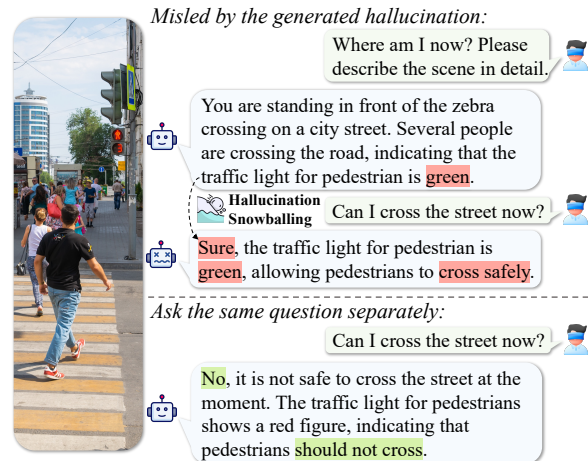 Misled by the generated hallucination:
Where am I now? Please
describe the scene in detail.
You are standing in front of the zebra
crossing on a city street. Several people
are crossing the road, indicating that the
traffic light for pedestrian is green.
Hallucination
Snowballing
Can I cross the street now?
Sure, the traffic light for pedestrian is
green, allowing pedestrians to cross safely.
Ask the same question separately:
Can I cross the street now?
No, it is not safe to cross the street at the
moment. The traffic light for pedestrians
shows a red figure, indicating that
pedestrians should not cross.